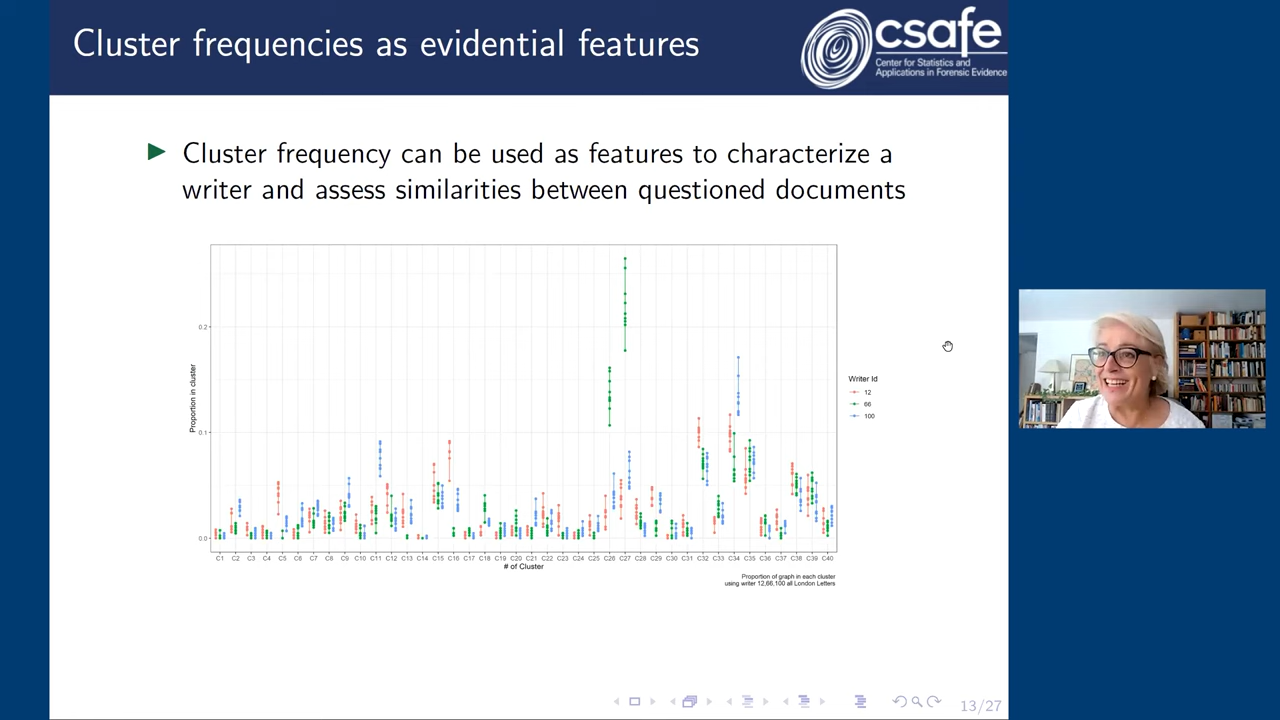 Cluster frequencies as evidential features
csafe
Center for Statistics and
Applications in Forensic Evidence
Cluster frequency can be used as features to characterize a
writer and assess similarities between questioned documents
0.2
0.1
0.0
Proportion in cluster
C1 C2 C3 C4 C5 C6 C7 C8 C9 C10 C11 C12 C13 C14 C15 C16 C17 C18 C19 C20 C21 C22 C23 C24 C25 C26 C27 C28 C29 C30 C31 C32 C33 C34 C35 C36 C37 C38 C39 C40
# of Cluster
Writer Id
12
66
100
Proportion of graph in each cluster
using writer 12,66,100 all London Letters
13/27